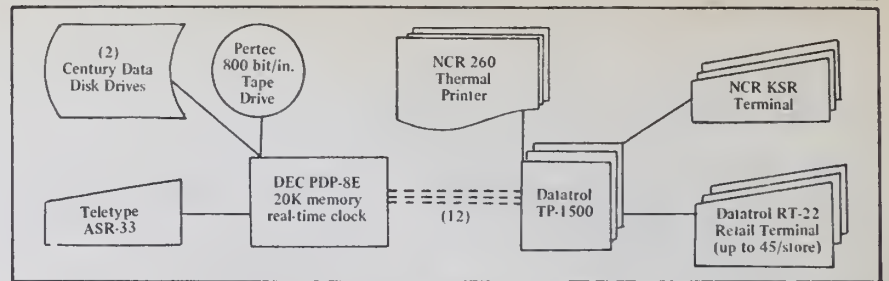 (2)
Century Data
Disk Drives
Pertec
800 bit/in.
Tape
Drive
NCR 260
Thermal
Printer
NCR KSR
Terminal
Teletype
ASR-33
DEC PDP-8E
20K memory
real-time clock
(12)
Datatrol
TP-1500
Datatrol RT-22
Retail Terminal
(up to 45/store)